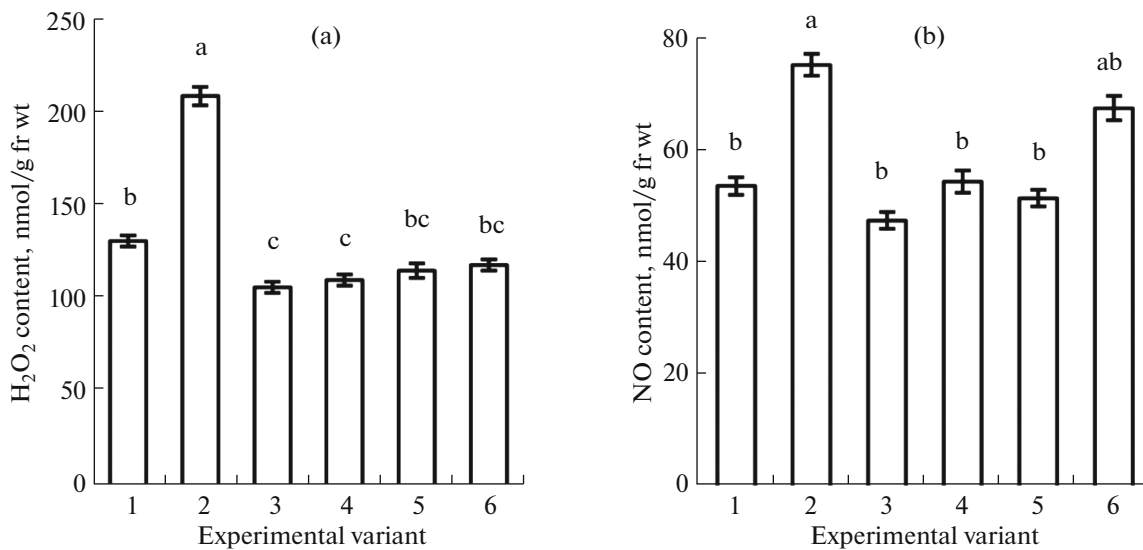 (a)
H₂O₂ content, nmol/g fr wt
250
200
150
100
50
0
b
a
c
c
bc
bc
1 2 3 4 5 6
Experimental variant
(b)
NO content, nmol/g fr wt
80
60
40
20
0
b
a
b
b
b
ab
1 2 3 4 5 6
Experimental variant